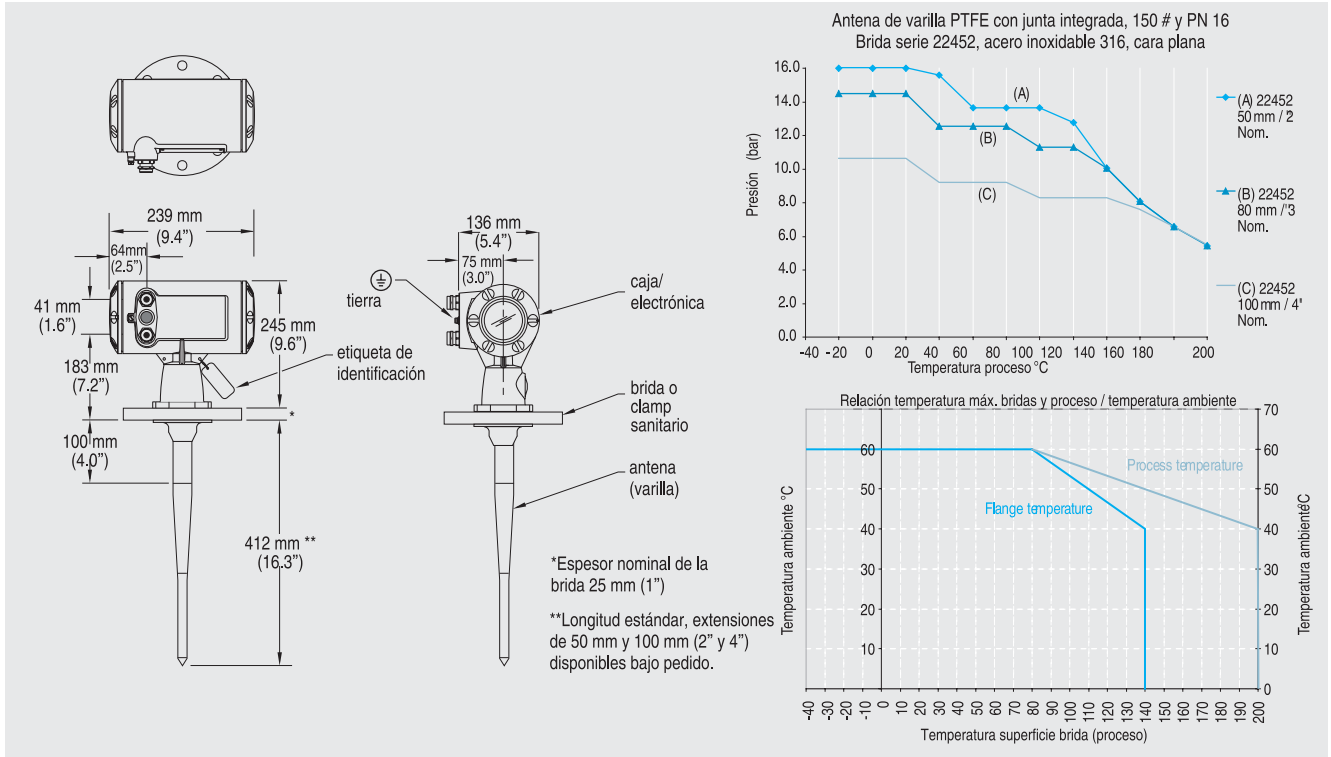 239 mm
(9.4")
64mm
(2.5")
41 mm
(1.6")
183 mm
(7.2")
100 mm
(4.0")
245 mm
(9.6")
*
etiqueta de
identificación
412 mm **
(16.3")
136 mm
(5.4")
75 mm
(3.0")
tierra
caja/
electrónica
brida o
clamp
sanitario
antena
(varilla)
*Espesor nominal de la
brida 25 mm (1")
**Longitud estándar, extensiones
de 50 mm y 100 mm (2" y 4")
disponibles bajo pedido.
Antena de varilla PTFE con junta integrada, 150 # y PN 16
Brida serie 22452, acero inoxidable 316, cara plana
Presión (bar)
16.0
14.0
12.0
10.0
8.0
6.0
4.0
2.0
0.0
(A)
(B)
(C)
-40 -20 0 20 40 60 80 100 120 140 160 180 200
Temperatura proceso °C
(A) 22452
50 mm / 2
Nom.
(B) 22452
80 mm /"3
Nom.
(C) 22452
100 mm / 4"
Nom.
Relación temperatura máx. bridas y proceso / temperatura ambiente
Temperatura ambiente °C
60
50
40
30
20
10
Process temperature
Flange temperature
70
60
50
40
30
20
10
0
Temperatura ambiente°C
-40 -30 -20 -10 0 10 20 30 40 50 60 70 80 90 100 110 120 130 140 150 160 170 180 190 200
Temperatura superficie brida (proceso)